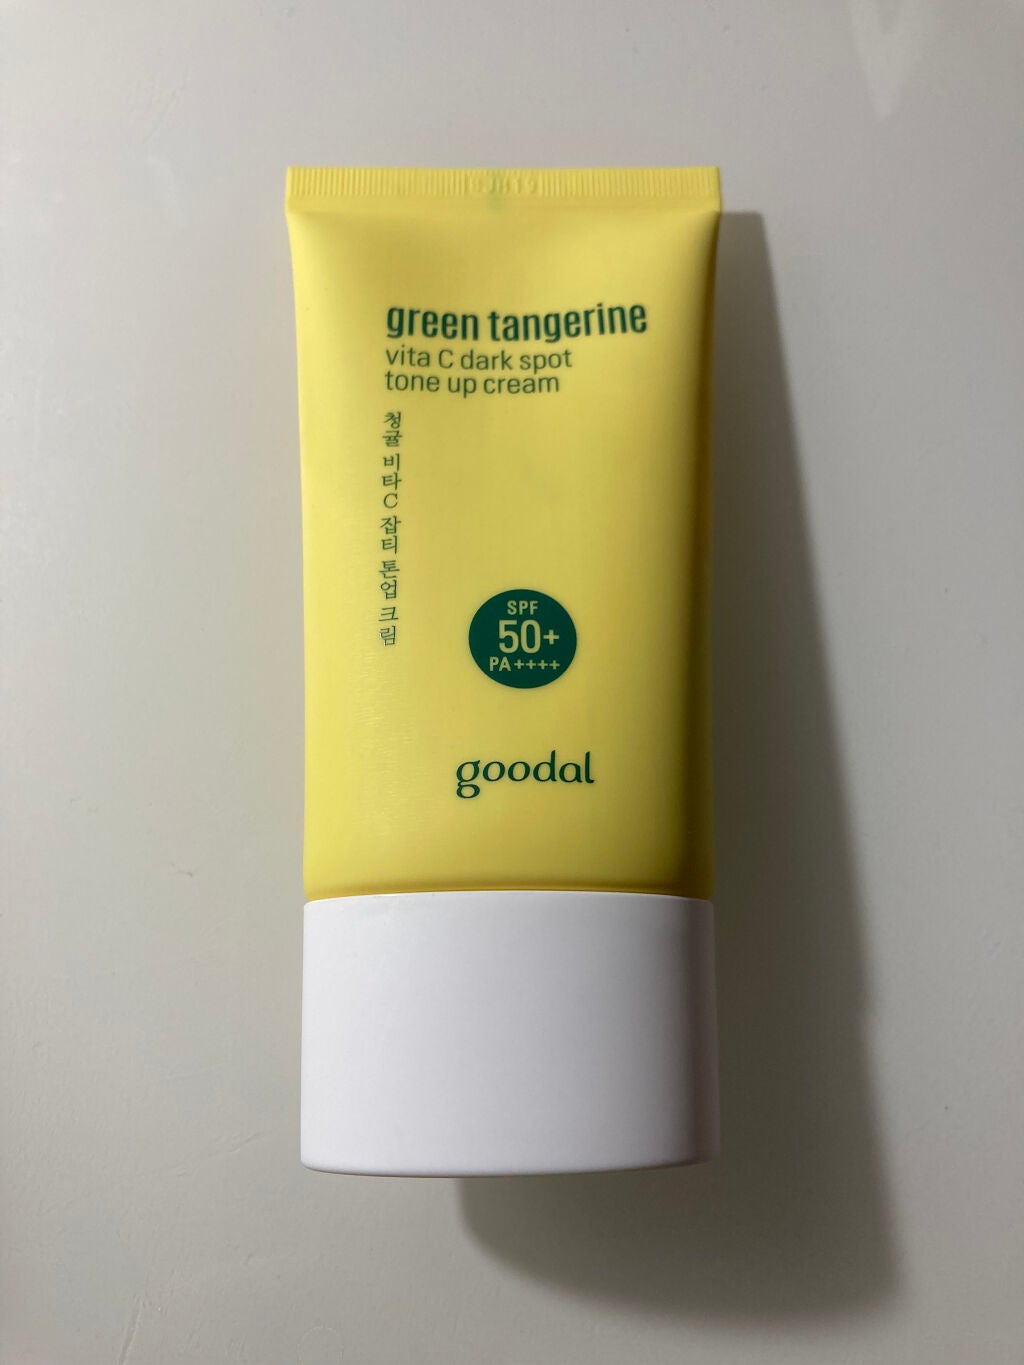 green tangerine
vita C dark spot
tone up cream
청귤 비타C 잡티 톤업 크림
SPF
50+
PA++++
goodal